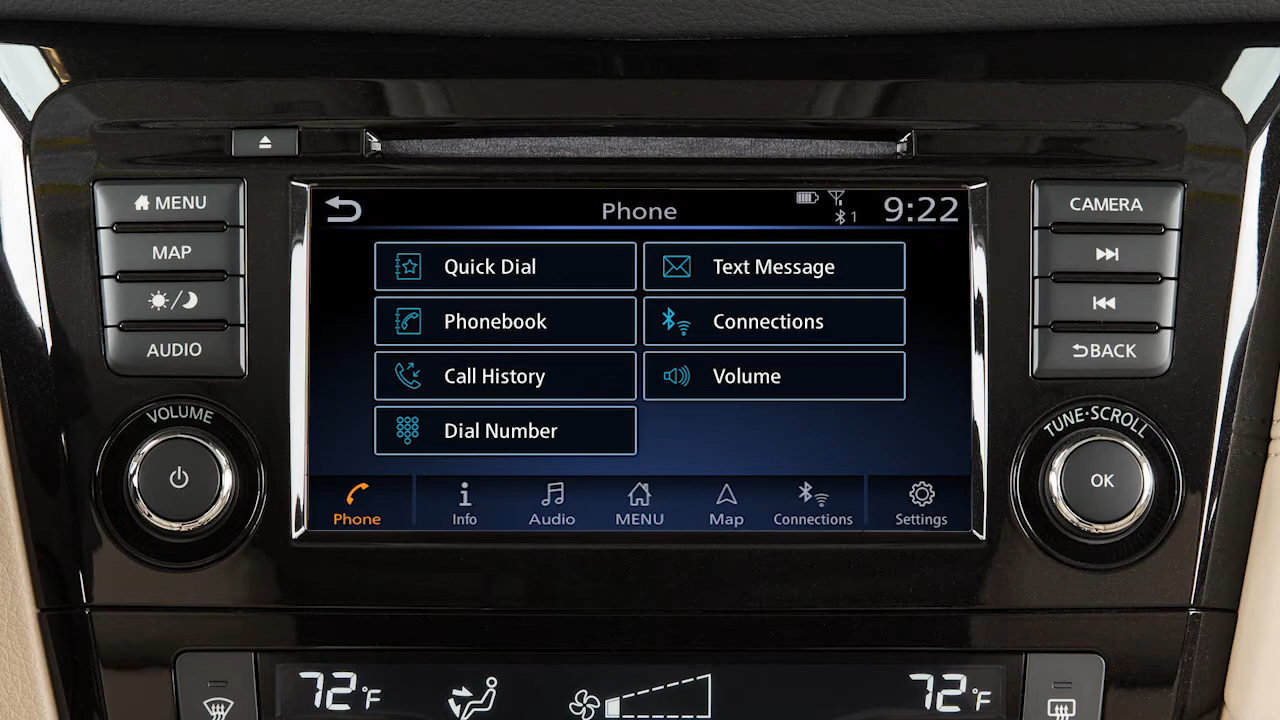 MENU
MAP
AUDIO
VOLUME
Phone
1
9:22
Quick Dial
Text Message
Phonebook
Connections
Call History
Volume
Dial Number
Phone
Info
Audio
MENU
Map
Connections
Settings
CAMERA
BACK
TUNE·SCROLL
OK
72°F
72°F